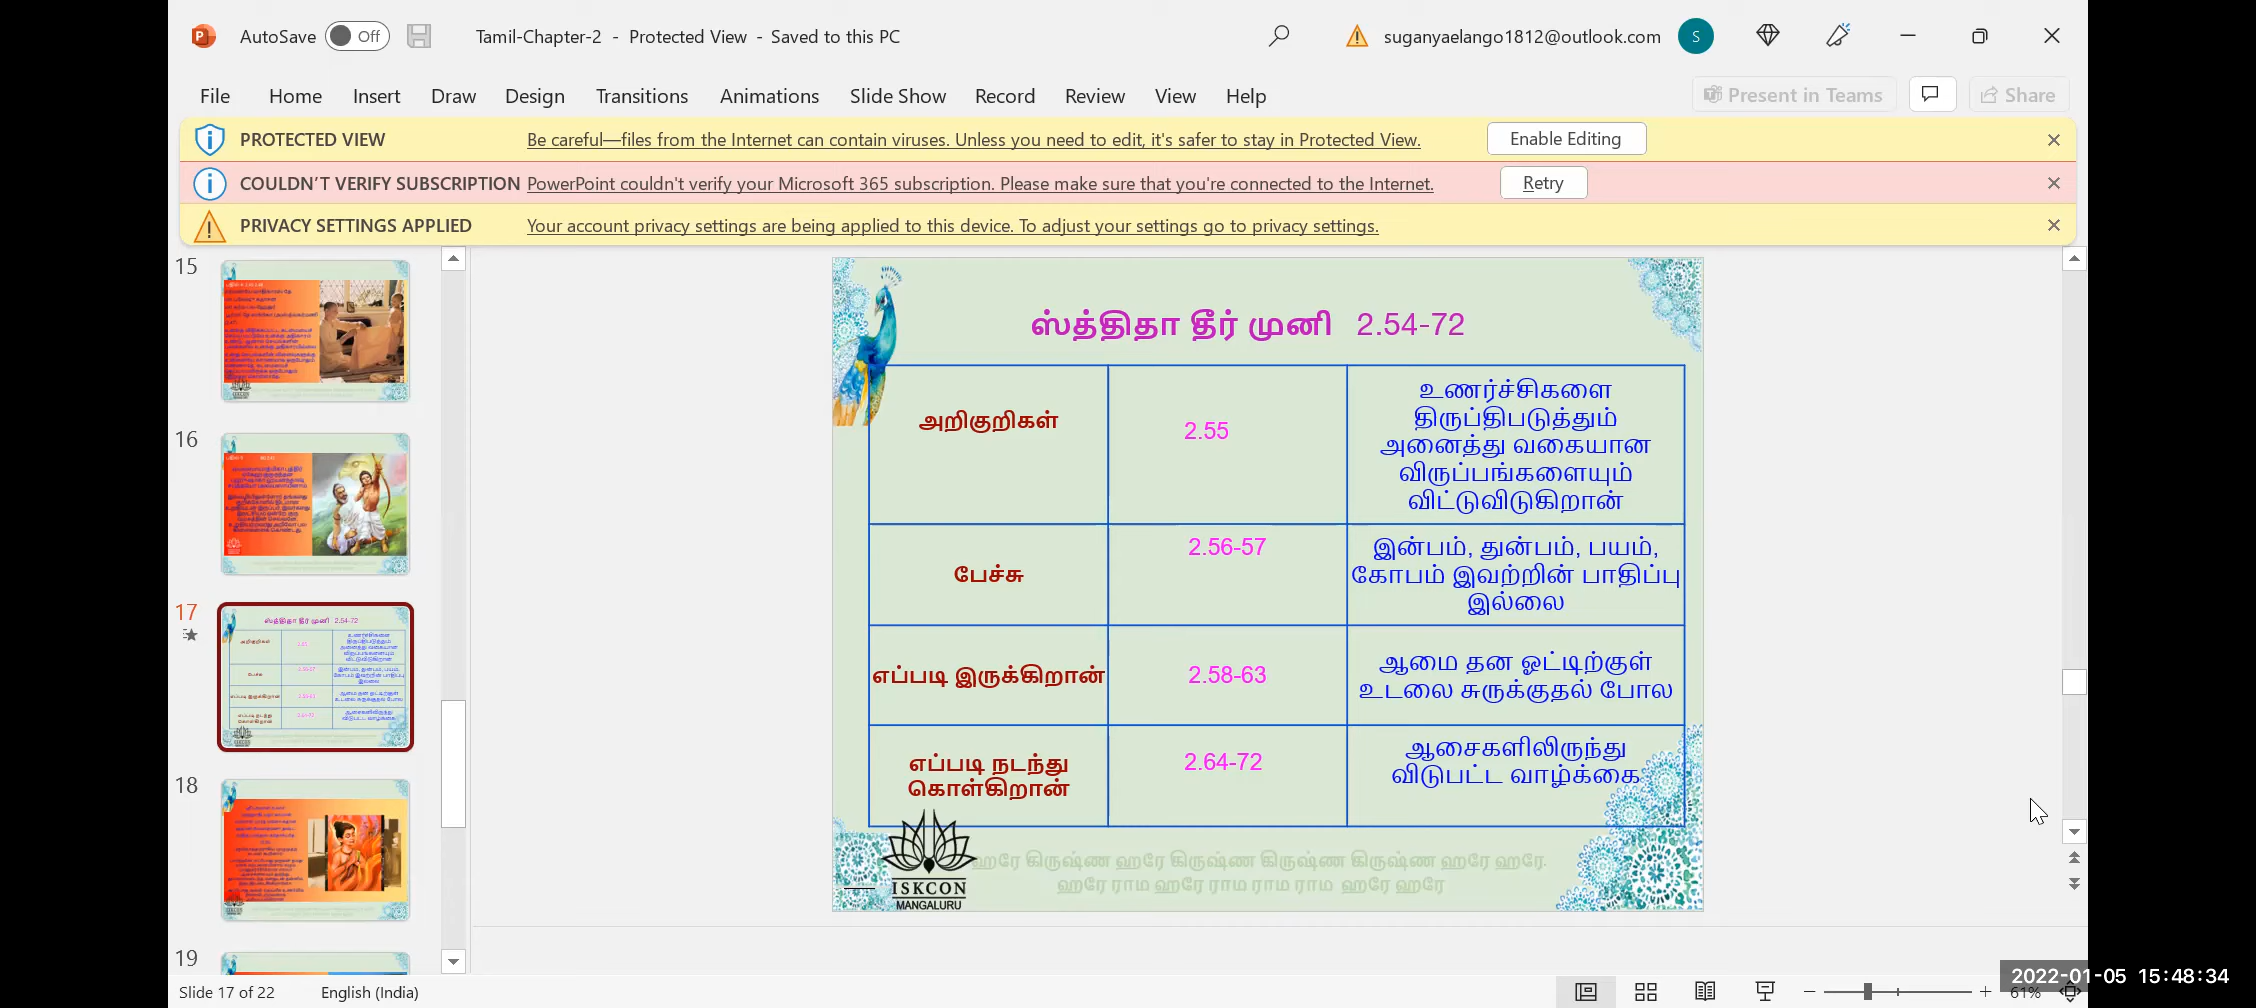 AutoSave Off Tamil-Chapter-2 - Protected View - Saved to this PC suganyaelango1812@outlook.com S
File Home Insert Draw Design Transitions Animations Slide Show Record Review View Help Present in Teams Share
PROTECTED VIEW Be careful—files from the Internet can contain viruses. Unless you need to edit, it's safer to stay in Protected View. Enable Editing
COULDN'T VERIFY SUBSCRIPTION PowerPoint couldn't verify your Microsoft 365 subscription. Please make sure that you're connected to the Internet. Retry
PRIVACY SETTINGS APPLIED Your account privacy settings are being applied to this device. To adjust your settings go to privacy settings.
15
16
17
18
19
ஸ்த்திதா தீர் முனி 2.54-72
அறிகுறிகள்
2.55
உணர்ச்சிகளை
திருப்திபடுத்தும்
அனைத்து வகையான
விருப்பங்களையும்
விட்டுவிடுகிறான்
பேச்சு
2.56-57
இன்பம், துன்பம், பயம்,
கோபம் இவற்றின் பாதிப்பு
இல்லை
எப்படி இருக்கிறான்
2.58-63
ஆமை தன ஓட்டிற்குள்
உடலை சுருக்குதல் போல
எப்படி நடந்து
கொள்கிறான்
2.64-72
ஆசைகளிலிருந்து
விடுபட்ட வாழ்க்கை
ஹரே கிருஷ்ண ஹரே கிருஷ்ண கிருஷ்ண கிருஷ்ண ஹரே ஹரே.
ஹரே ராம ஹரே ராம ராம ராம ஹரே ஹரே
ISKCON
MANGALURU
Slide 17 of 22 English (India) 61%
2022-01-05 15:48:34